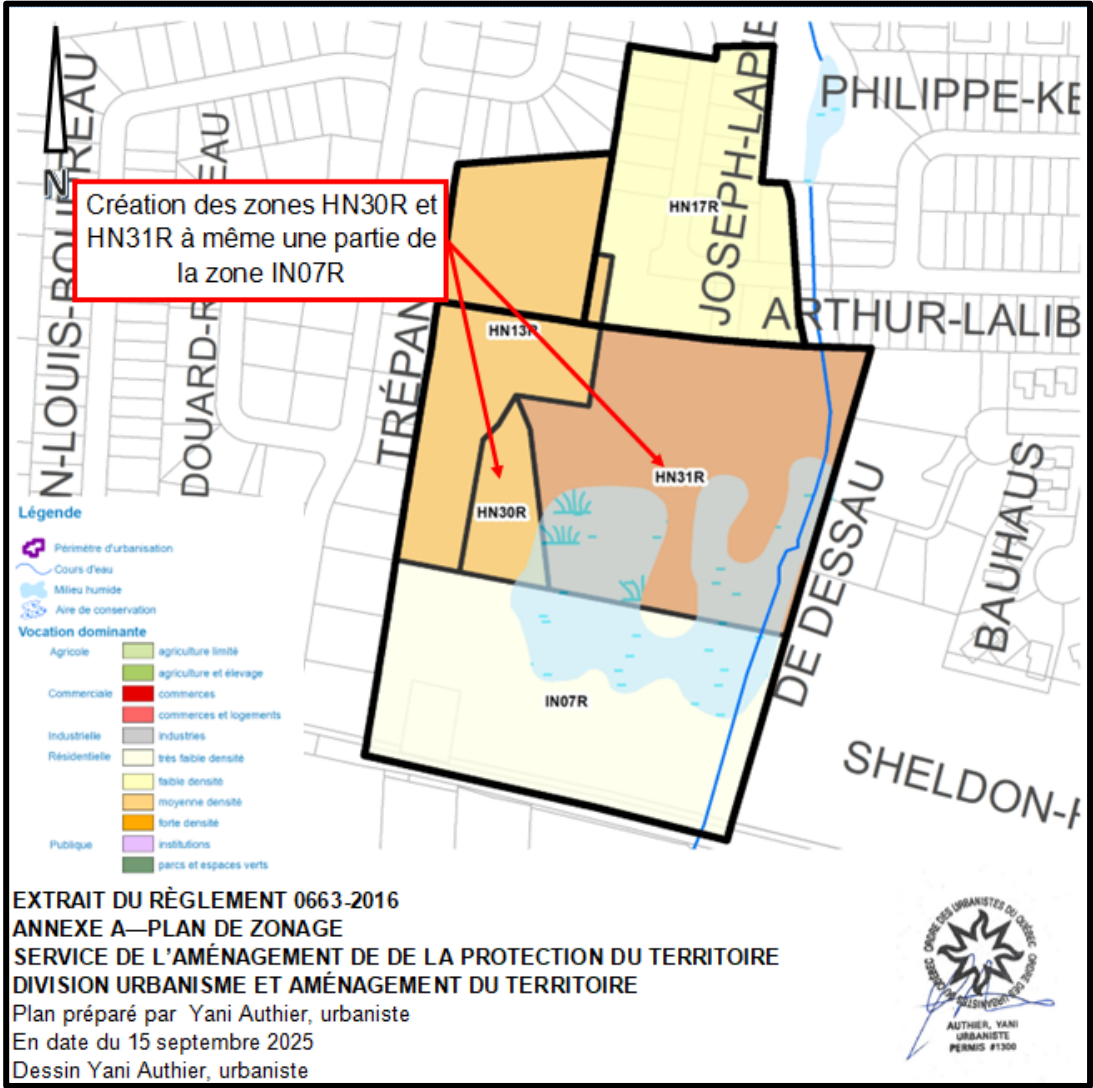 PHILIPPE-KE
JOSEPH-LAPIE
N
Création des zones HN30R et
HN31R à même une partie de
la zone IN07R
HN17R
ARTHUR-LALIB
HN13R
TRÉPAN
HN31R
HN30R
DE DESSAU
BAUHAUS
IN07R
SHELDON-
Légende
Périmètre d'urbanisation
Cours d'eau
Milieu humide
Aire de conservation
Vocation dominante
Agricole agriculture limité
agriculture et élevage
Commerciale commerces
commerces et logements
Industrielle industries
Résidentielle très faible densité
faible densité
moyenne densité
forte densité
Publique institutions
parcs et espaces verts
EXTRAIT DU RÈGLEMENT 0663-2016
ANNEXE A—PLAN DE ZONAGE
SERVICE DE L'AMÉNAGEMENT DE DE LA PROTECTION DU TERRITOIRE
DIVISION URBANISME ET AMÉNAGEMENT DU TERRITOIRE
Plan préparé par Yani Authier, urbaniste
En date du 15 septembre 2025
Dessin Yani Authier, urbaniste
ORDRE DES URBANISTES DU QUÉBEC ORDRE DES URBANISTES DU QUÉBEC
AUTHIER, YANI
URBANISTE
PERMIS #1300